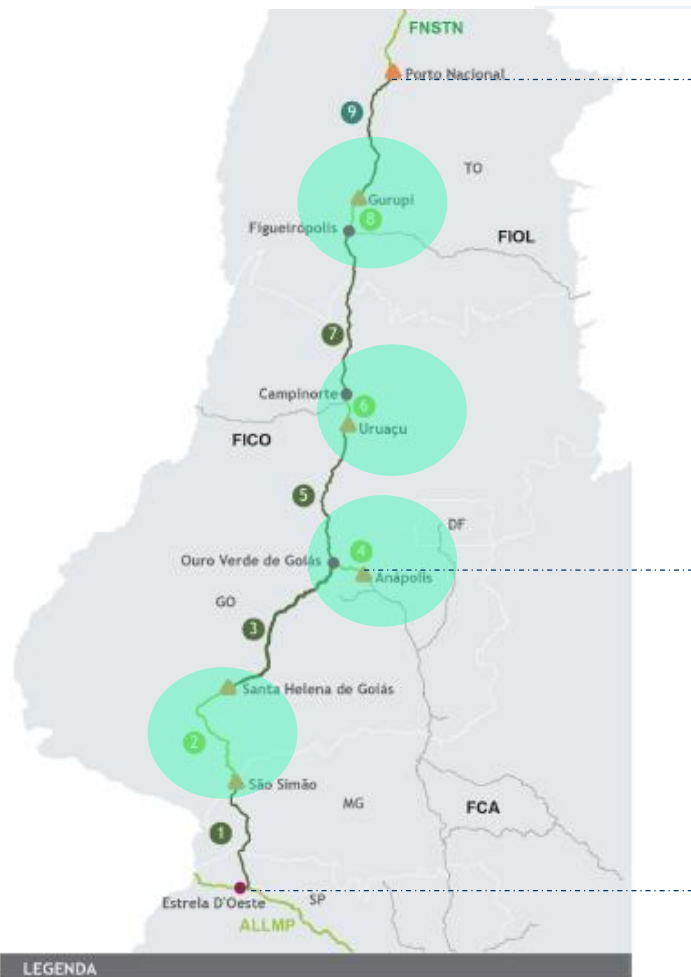 FNSTN
Porto Nacional
9
TO
Gurupi
8
Figueirópolis
FIOL
7
Campinorte
6
Uruaçu
FICO
5
DF
4
Ouro Verde de Goiás
Anápolis
GO
3
Santa Helena de Goiás
2
São Simão
MG
FCA
1
SP
Estrela D'Oeste
ALLMP
LEGENDA